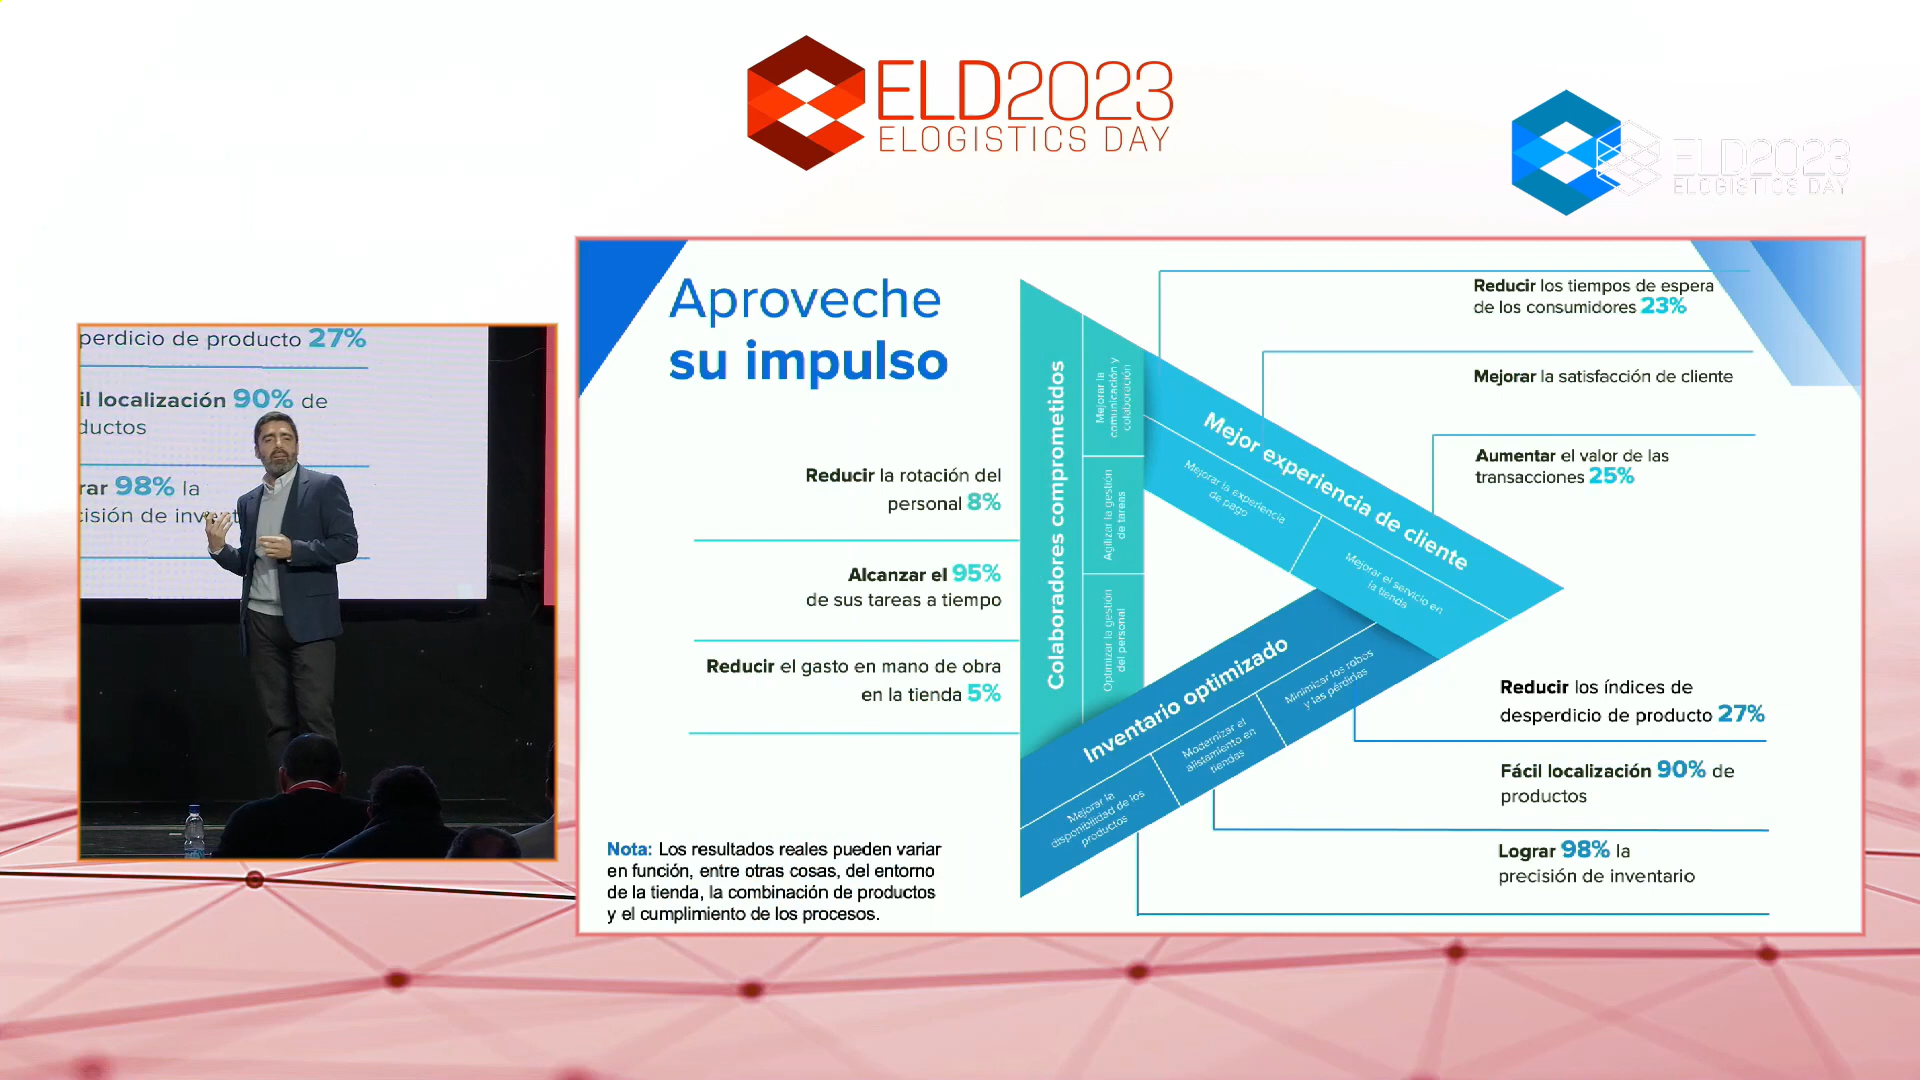 ELD2023
ELOGISTICS DAY
ELD2023
ELOGISTICS DAY
perdicio de producto 27%
il localización 90% de
ductos
rar 98% la
cisión de invent
Aproveche
su impulso
Reducir la rotación del
personal 8%
Alcanzar el 95%
de sus tareas a tiempo
Reducir el gasto en mano de obra
en la tienda 5%
Nota: Los resultados reales pueden variar
en función, entre otras cosas, del entorno
de la tienda, la combinación de productos
y el cumplimiento de los procesos.
Colaboradores comprometidos
Mejorar la
comunicación y
colaboración
Agilizar la gestión
de tareas
Optimizar la gestión
del personal
Mejor experiencia de cliente
Mejorar la experiencia
de pago
Mejorar el servicio en
la tienda
Inventario optimizado
Mejorar la
disponibilidad de los
productos
Modernizar el
alistamiento en
tiendas
Minimizar los robos
y las pérdidas
Reducir los tiempos de espera
de los consumidores 23%
Mejorar la satisfacción de cliente
Aumentar el valor de las
transacciones 25%
Reducir los índices de
desperdicio de producto 27%
Fácil localización 90% de
productos
Lograr 98% la
precisión de inventario